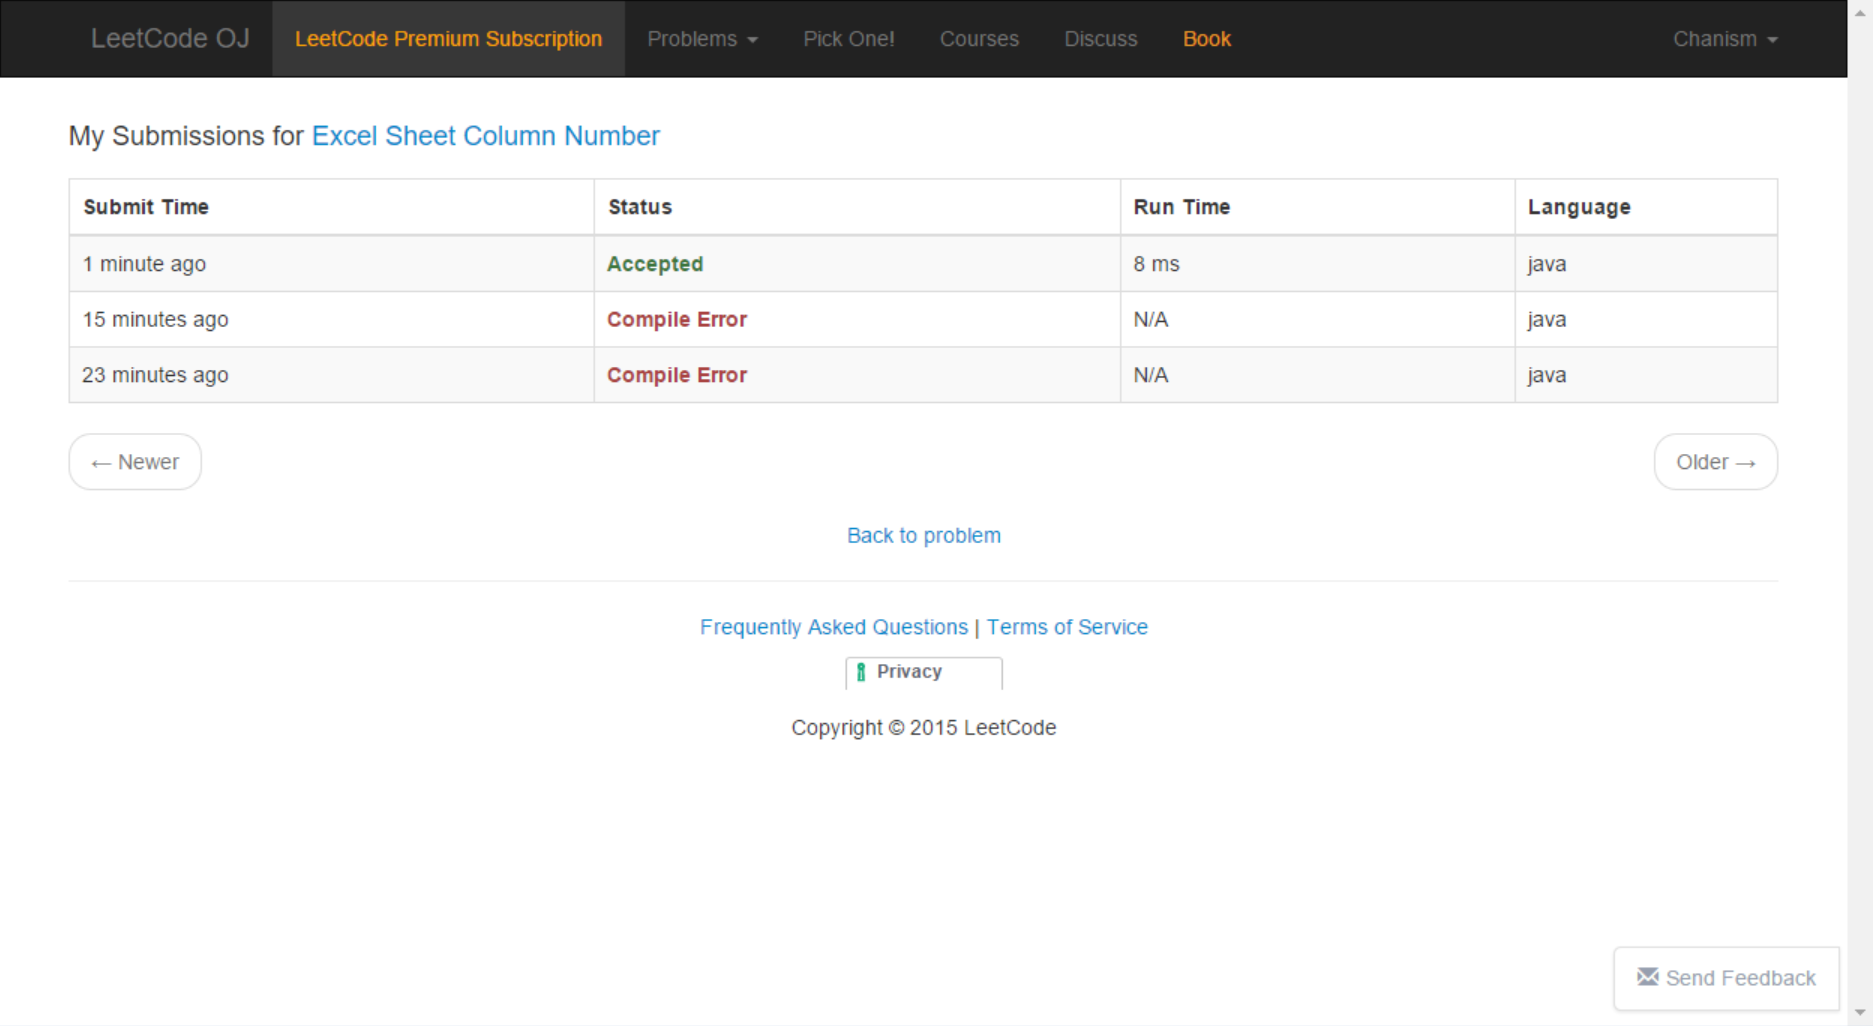 LeetCode OJ LeetCode Premium Subscription Problems Pick One! Courses Discuss Book Chanism
My Submissions for Excel Sheet Column Number
Submit Time Status Run Time Language
1 minute ago Accepted 8 ms java
15 minutes ago Compile Error N/A java
23 minutes ago Compile Error N/A java
← Newer Older →
Back to problem
Frequently Asked Questions | Terms of Service
Privacy
Copyright © 2015 LeetCode
Send Feedback